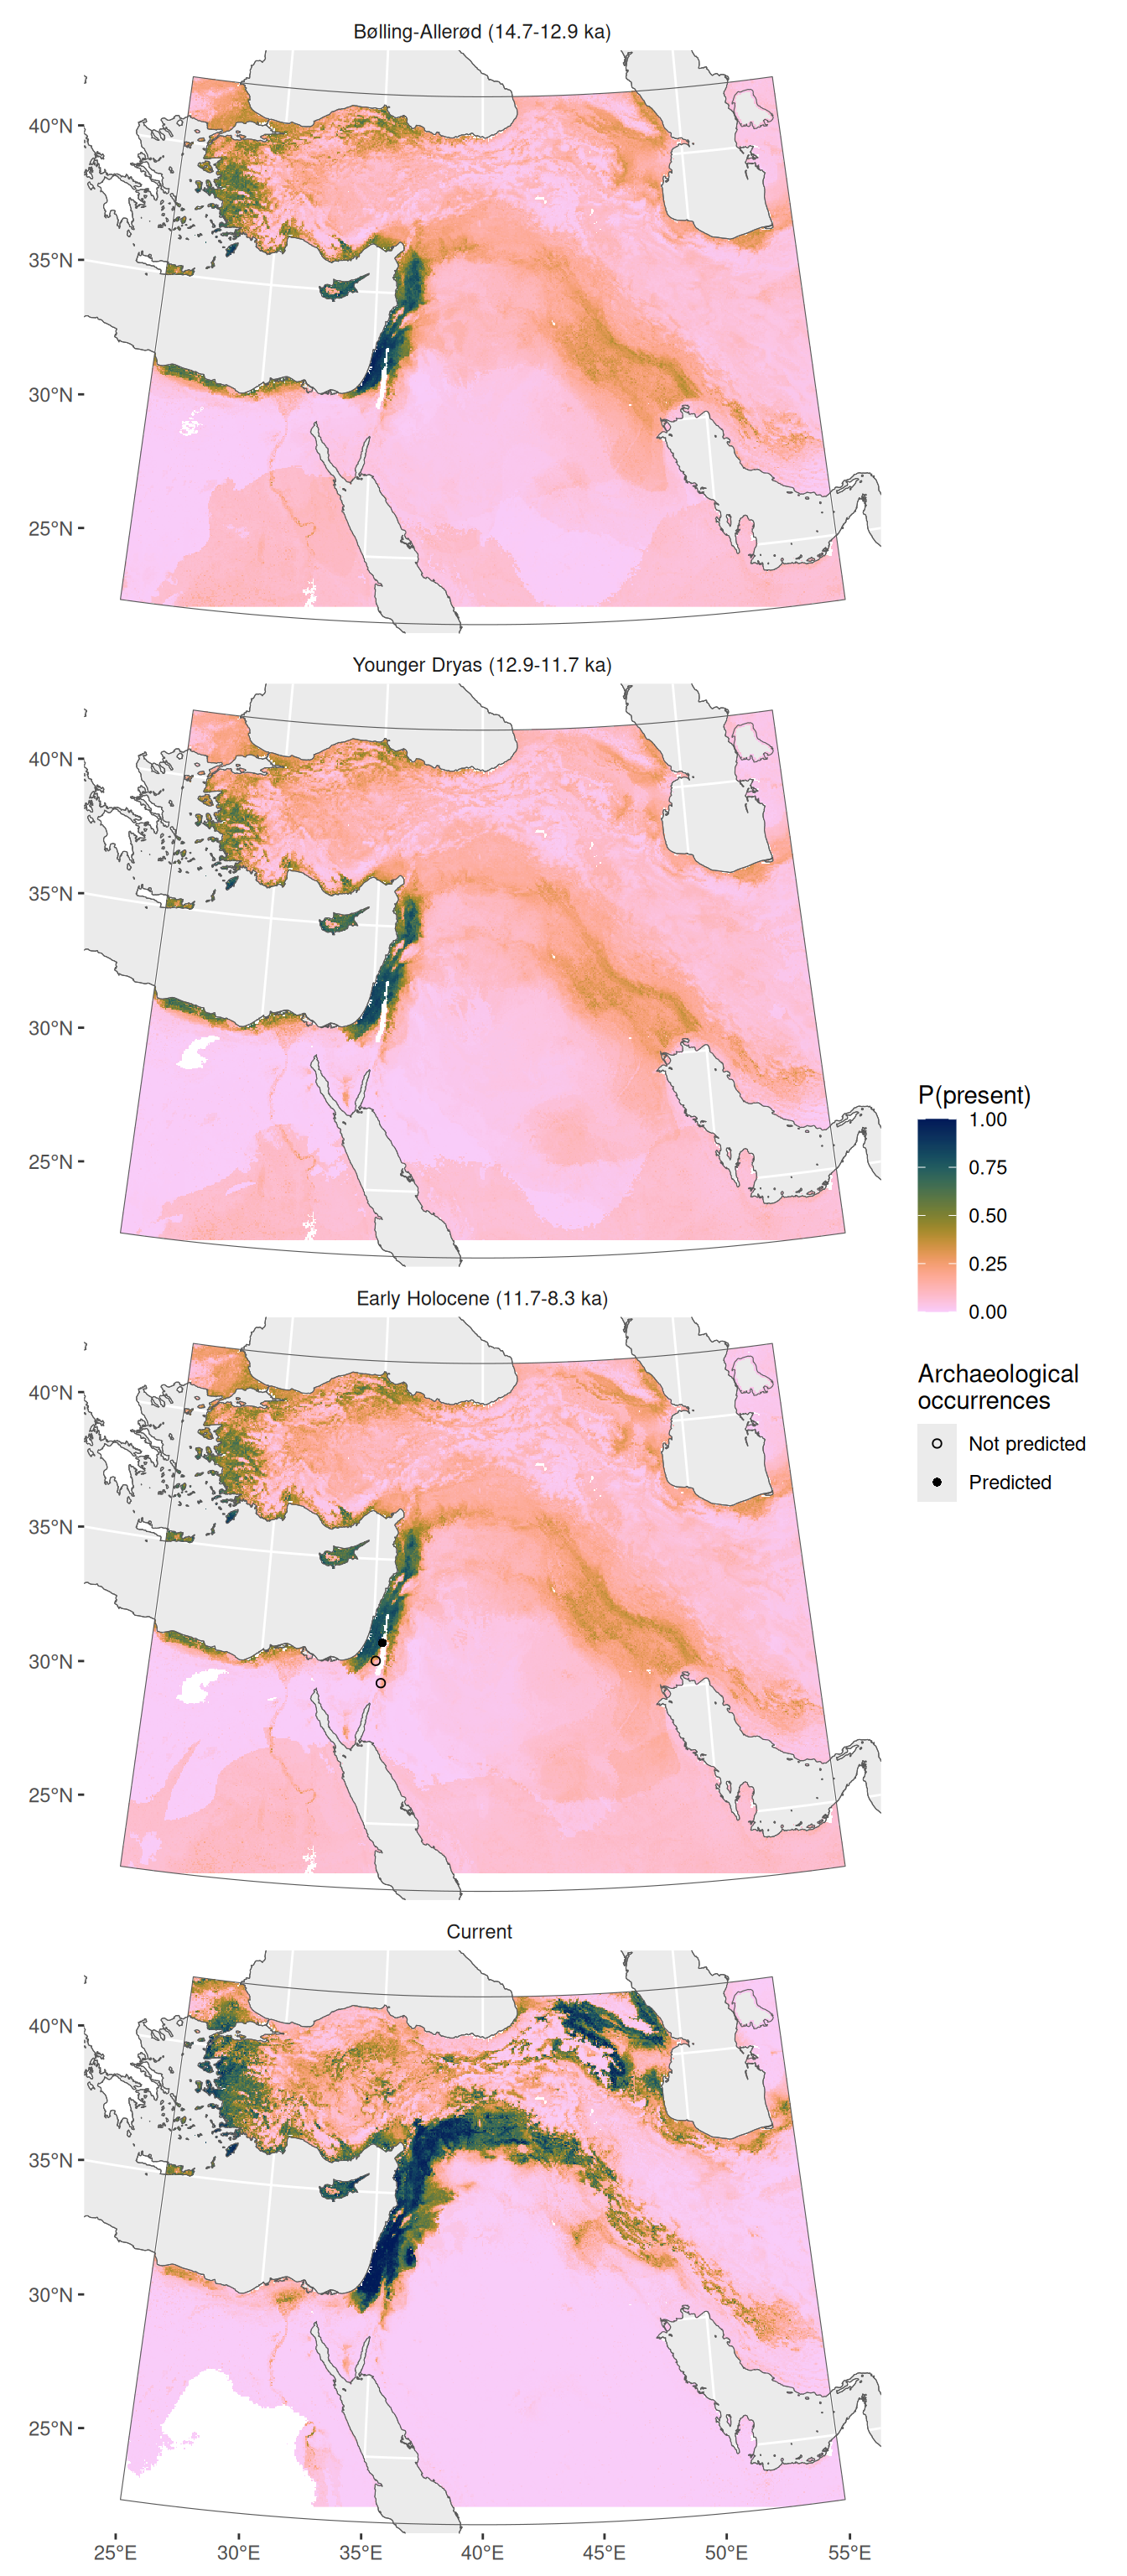 Bølling-Allerød (14.7-12.9 ka)
40°N
35°N
30°N
25°N
Younger Dryas (12.9-11.7 ka)
40°N
35°N
30°N
25°N
P(present)
1.00
0.75
0.50
0.25
0.00
Early Holocene (11.7-8.3 ka)
Archaeological
occurrences
Not predicted
Predicted
40°N
35°N
30°N
25°N
Current
40°N
35°N
30°N
25°N
25°E 30°E 35°E 40°E 45°E 50°E 55°E